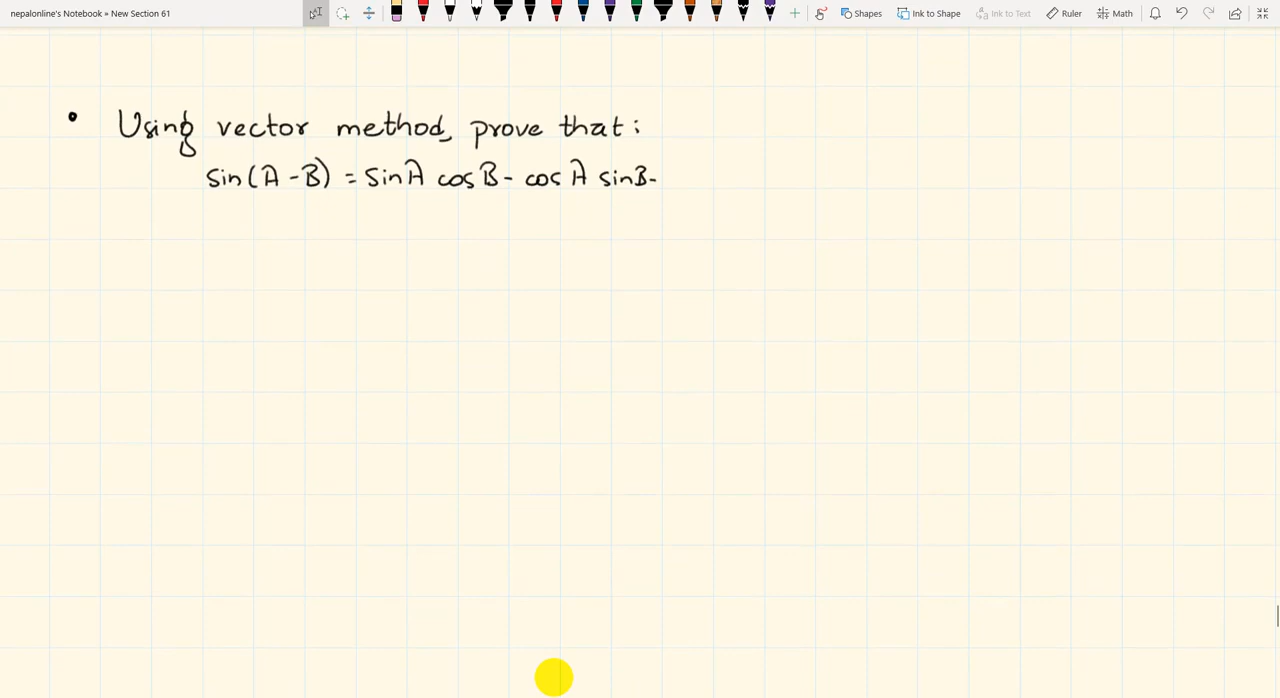 nepalonline's Notebook » New Section 61
Shapes
Ink to Shape
Ink to Text
Ruler
Math
• Using vector method, prove that:
sin(A - B) = sinA cosB - cosA sinB.